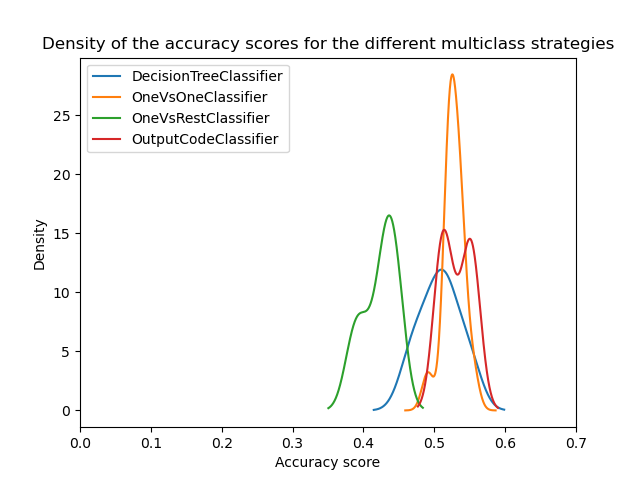 Density of the accuracy scores for the different multiclass strategies
DecisionTreeClassifier
OneVsOneClassifier
OneVsRestClassifier
OutputCodeClassifier
25
20
15
10
5
0
Density
0.0 0.1 0.2 0.3 0.4 0.5 0.6 0.7
Accuracy score